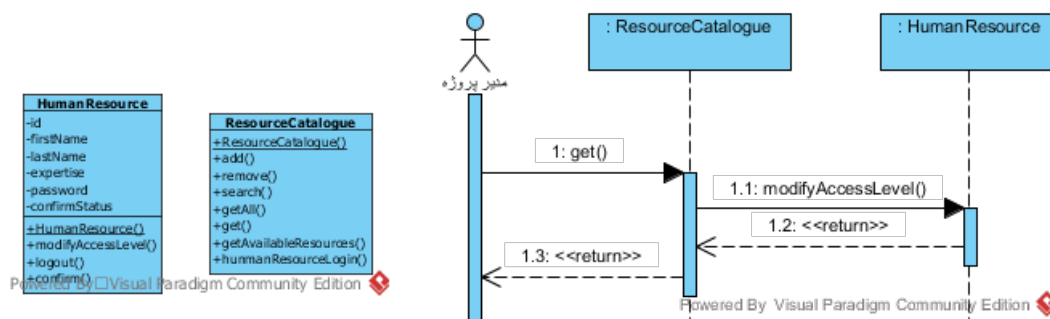 HumanResource
-id
-firstName
-lastName
-expertise
-password
-confirmStatus
+HumanResource()
+modifyAccessLevel()
+logout()
+confirm()
ResourceCatalogue
+ResourceCatalogue()
+add()
+remove()
+search()
+getAll()
+get()
+getAvailableResources()
+hunmanResourceLogin()
Powered By□Visual Paradigm Community Edition
: ResourceCatalogue
: HumanResource
مدیر پروژه
1: get()
1.1: modifyAccessLevel()
1.2: <<return>>
1.3: <<return>>
Powered By Visual Paradigm Community Edition